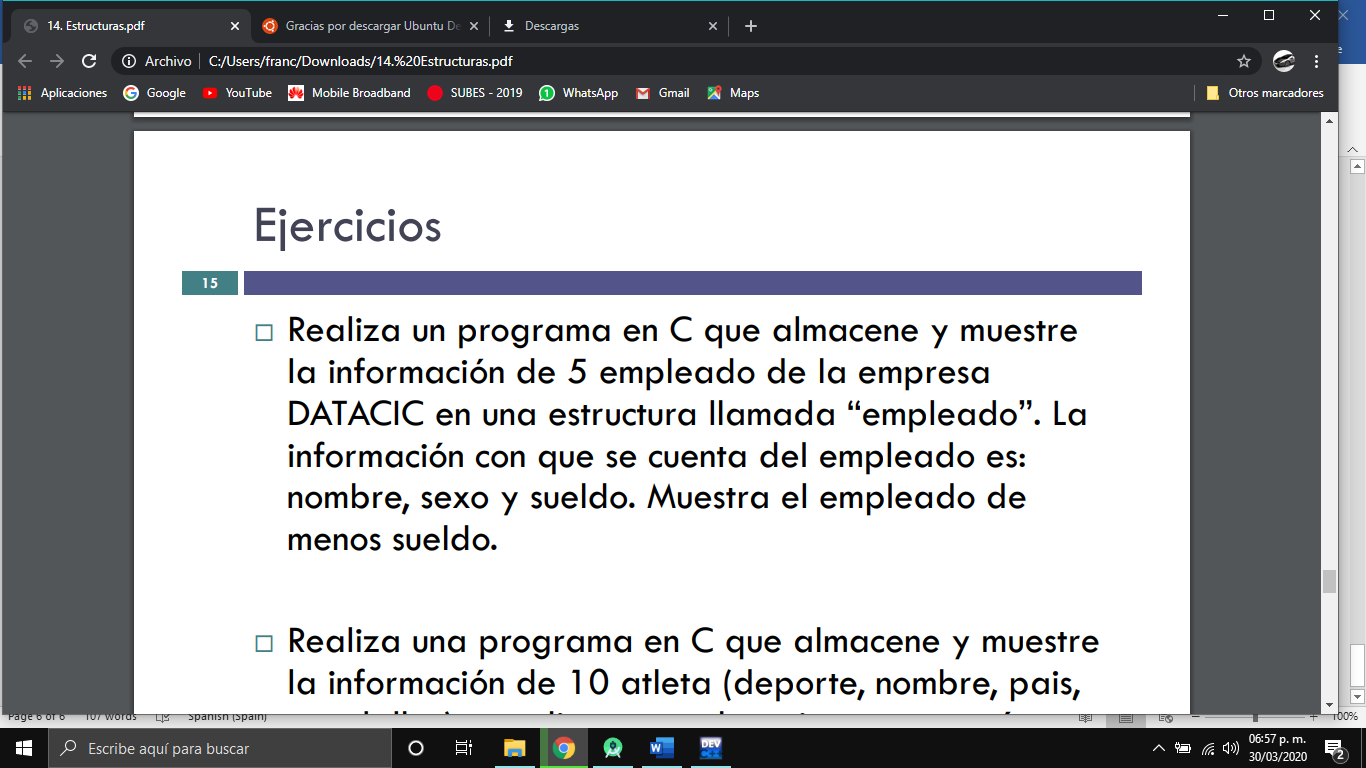 14. Estructuras.pdf
Gracias por descargar Ubuntu De
Descargas
Archivo
C:/Users/franc/Downloads/14.%20Estructuras.pdf
Aplicaciones
Google
YouTube
Mobile Broadband
SUBES - 2019
WhatsApp
Gmail
Maps
Otros marcadores
Ejercicios
15
Realiza un programa en C que almacene y muestre
la información de 5 empleado de la empresa
DATACIC en una estructura llamada “empleado”. La
información con que se cuenta del empleado es:
nombre, sexo y sueldo. Muestra el empleado de
menos sueldo.
Realiza una programa en C que almacene y muestre
la información de 10 atleta (deporte, nombre, pais,
Page 6 of 6
107 words
Spanish (Spain)
100%
Escribe aquí para buscar
DEV
C++
06:57 p. m.
30/03/2020
2